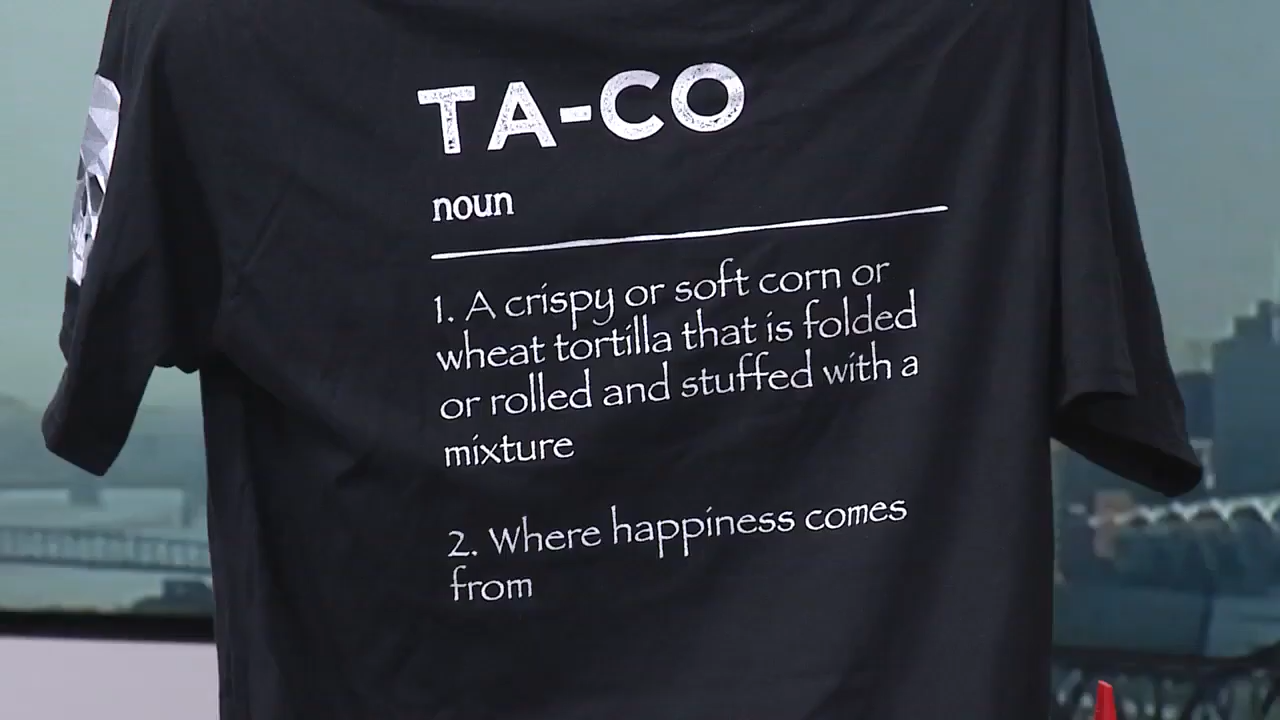 TA-CO
noun
1. A crispy or soft corn or
wheat tortilla that is folded
or rolled and stuffed with a
mixture
2. Where happiness comes
from